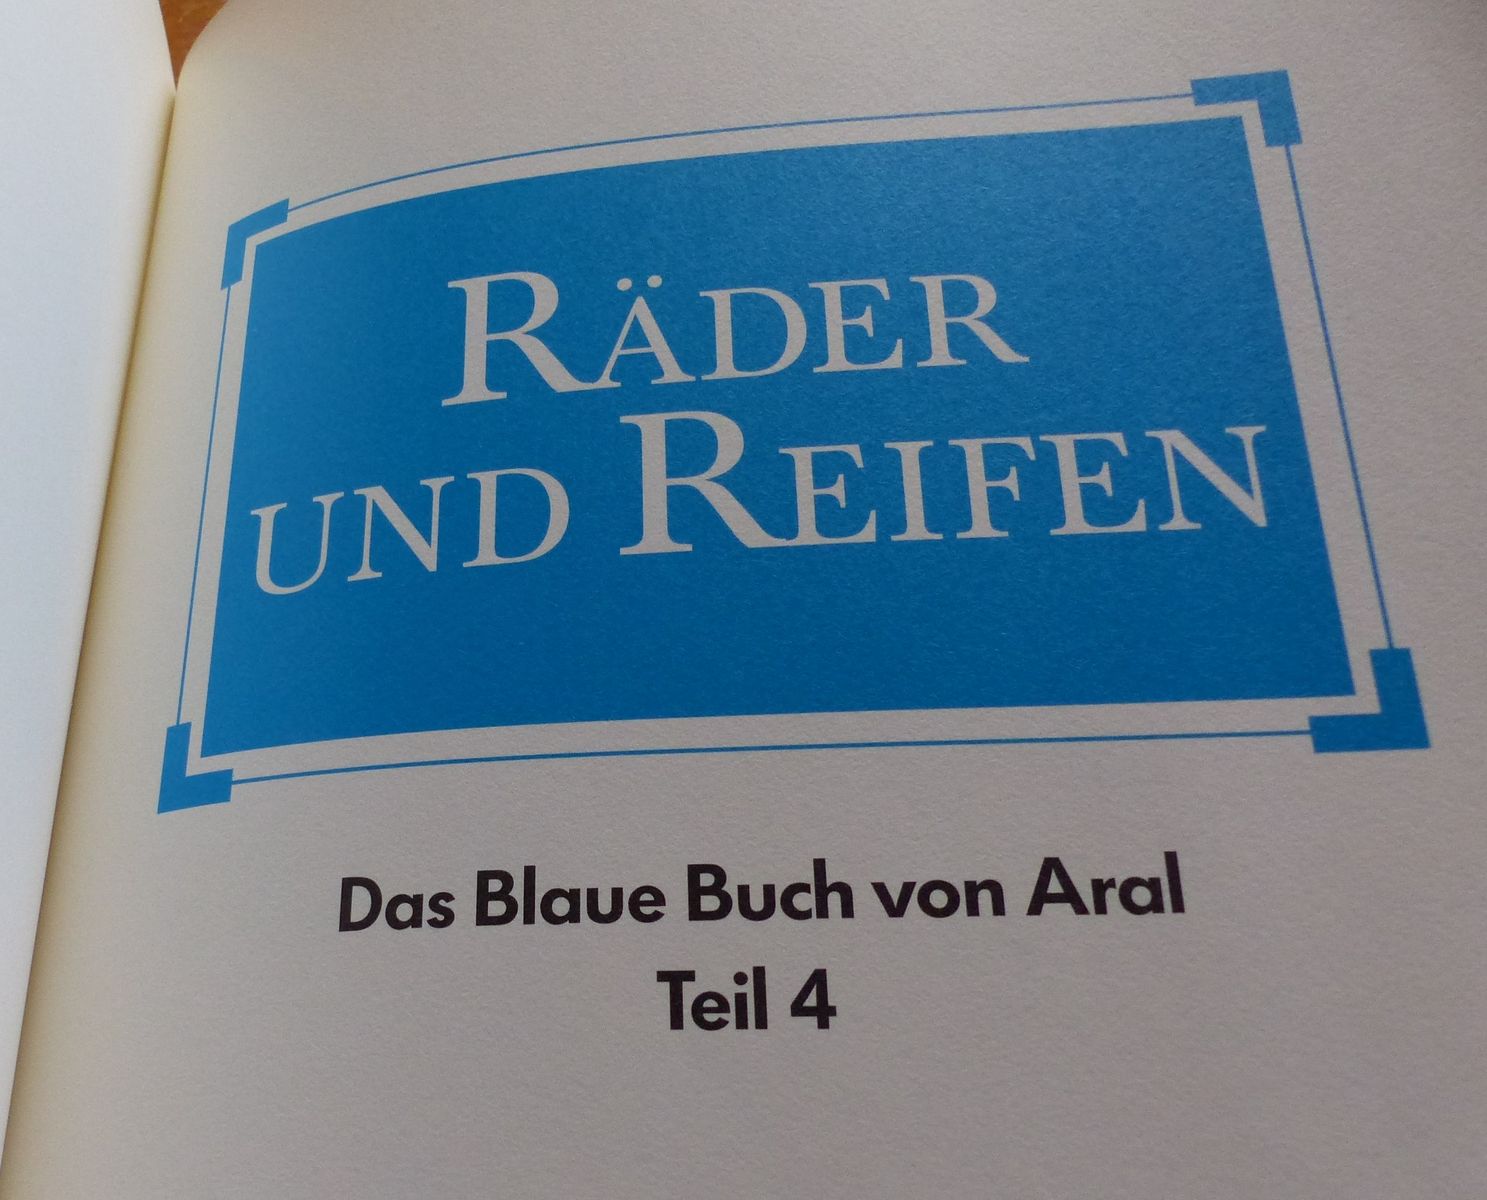 RÄDER
UND REIFEN
Das Blaue Buch von Aral
Teil 4